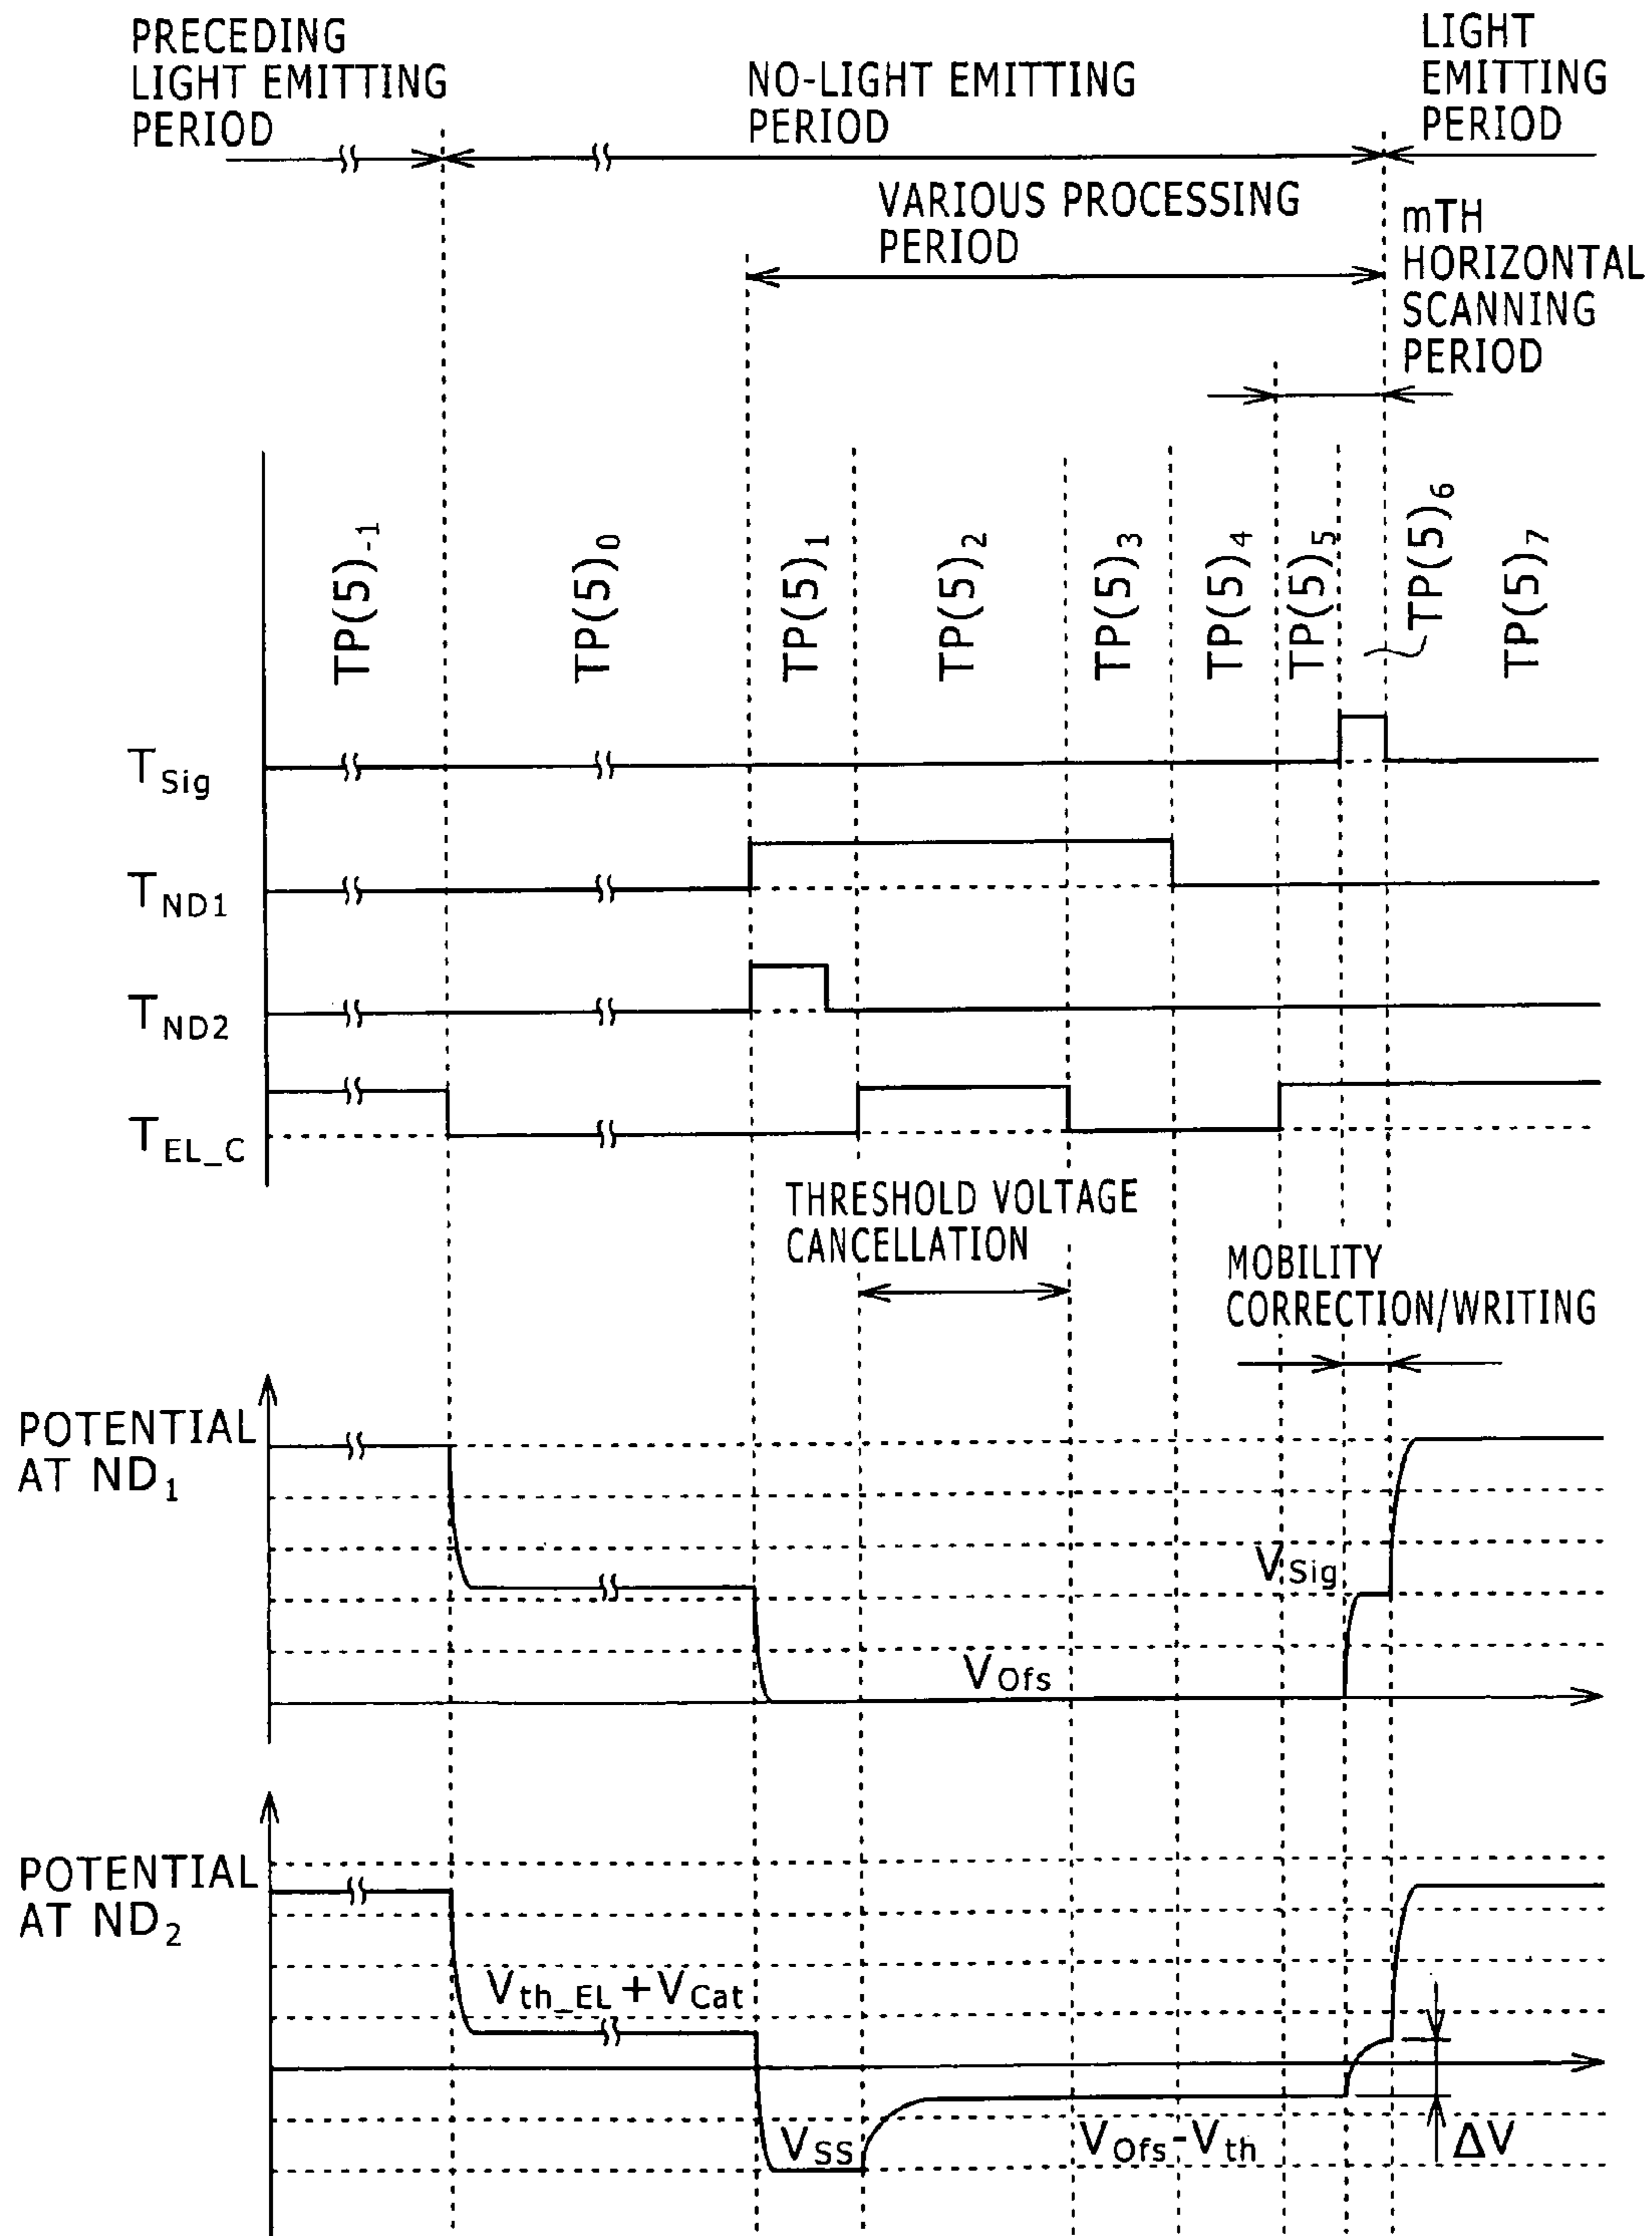 PRECEDING
LIGHT EMITTING
PERIOD
NO-LIGHT EMITTING
PERIOD
LIGHT
EMITTING
PERIOD
VARIOUS PROCESSING
PERIOD
mTH
HORIZONTAL
SCANNING
PERIOD
TP(5)-1
TP(5)0
TP(5)1
TP(5)2
TP(5)3
TP(5)4
TP(5)5
TP(5)6
TP(5)7
TSig
TND1
TND2
TEL_C
THRESHOLD VOLTAGE
CANCELLATION
MOBILITY
CORRECTION/WRITING
POTENTIAL
AT ND1
VSig
VOfs
POTENTIAL
AT ND2
Vth_EL+VCat
VSS
VOfs-Vth
ΔV